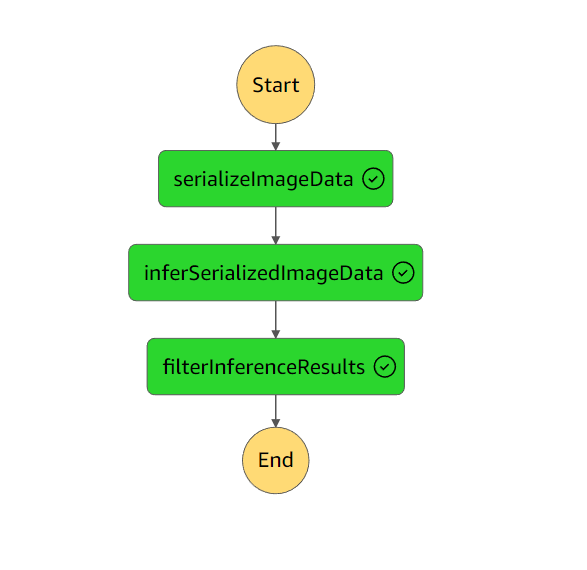 Start
serializeImageData
inferSerializedImageData
filterInferenceResults
End